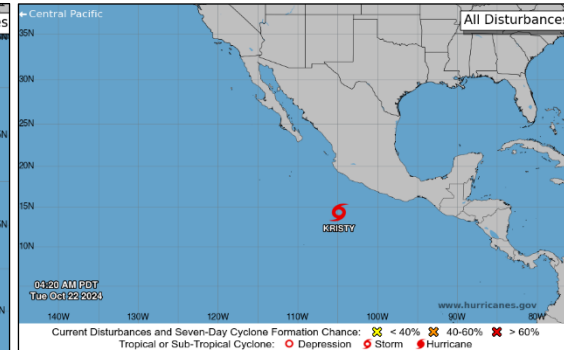 ← Central Pacific
All Disturbances
35N
30N
25N
20N
15N
10N
KRISTY
04:20 AM PDT
Tue Oct 22 2024
www.hurricanes.gov
140W 130W 120W 110W 100W 90W 80W
Current Disturbances and Seven-Day Cyclone Formation Chance: < 40% 40-60% > 60%
Tropical or Sub-Tropical Cyclone: Depression Storm Hurricane